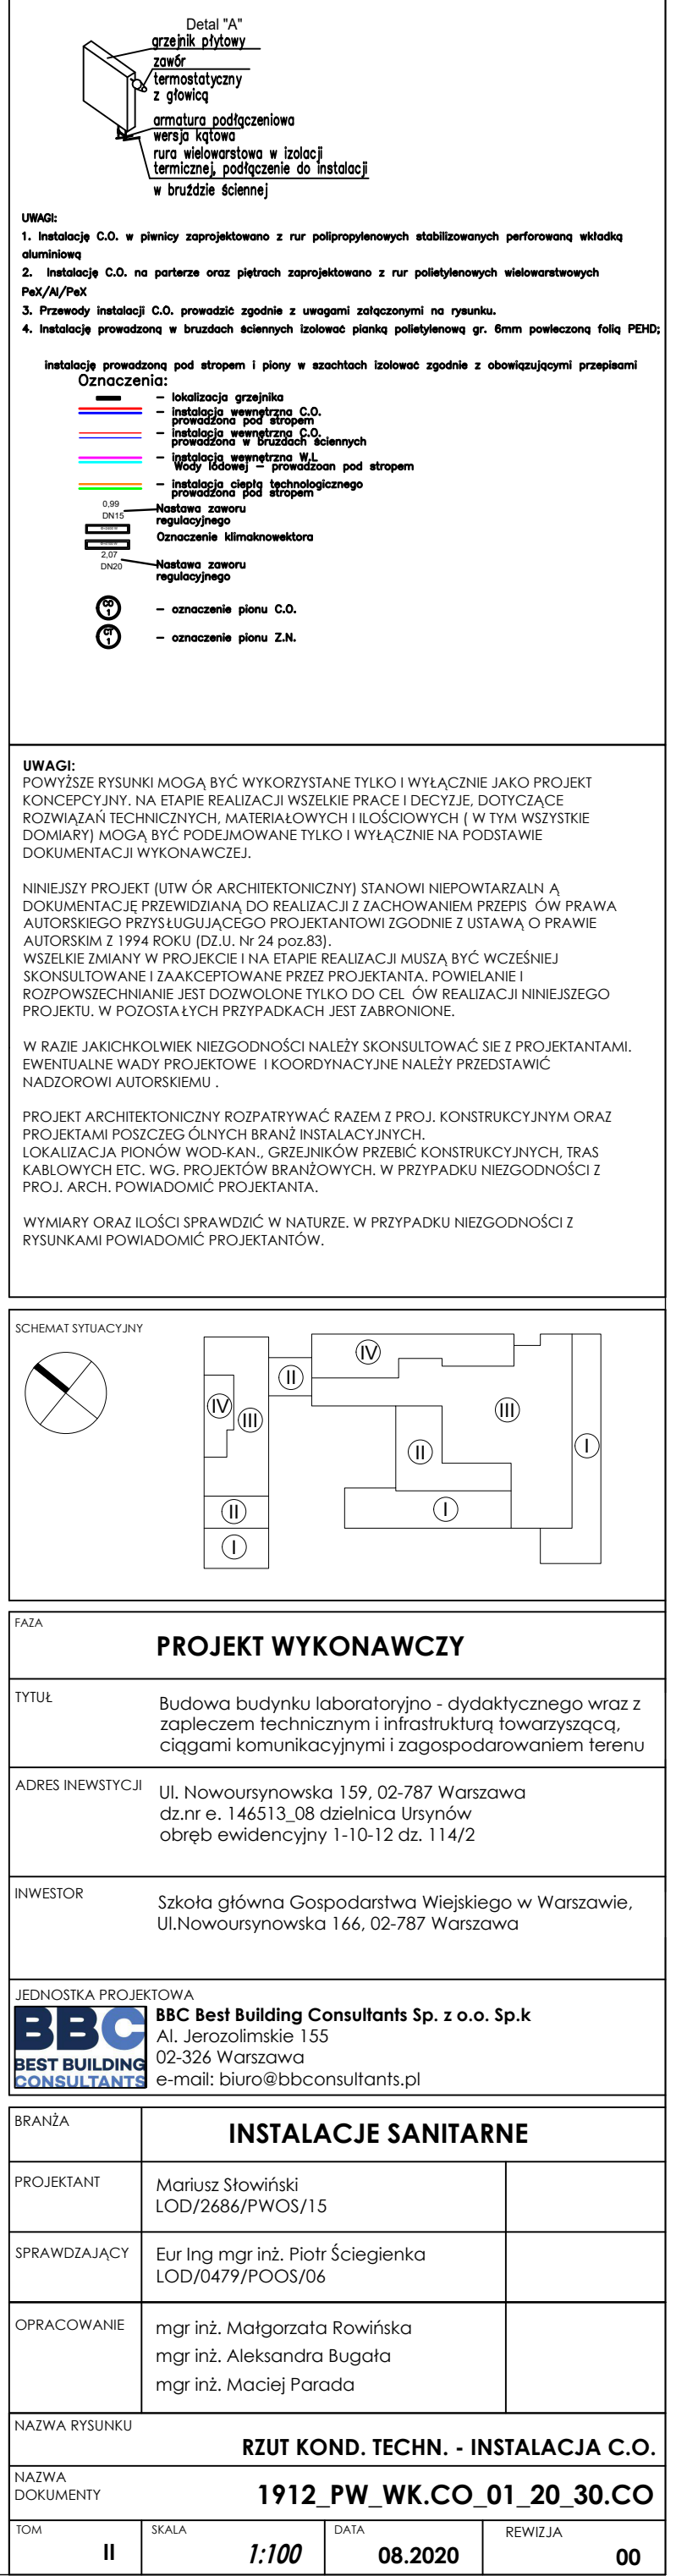 Detal "A"
grzejnik płytowy
zawór
termostatyczny
z głowicą
armatura podłączeniowa
wersja kątowa
rura wielowarstowa w izolacji
termicznej, podłączenie do instalacji
w bruździe ściennej
UWAGI:
1. Instalację C.O. w piwnicy zaprojektowano z rur polipropylenowych stabilizowanych perforowaną wkładką
aluminiową
2. Instalację C.O. na parterze oraz piętrach zaprojektowano z rur polietylenowych wielowarstwowych
PeX/Al/PeX
3. Przewody instalacji C.O. prowadzić zgodnie z uwagami załączonymi na rysunku.
4. Instalację prowadzoną w bruzdach ściennych izolować pianką polietylenową gr. 6mm powleczoną folią PEHD;
instalację prowadzoną pod stropem i piony w szachtach izolować zgodnie z obowiązującymi przepisami
Oznaczenia:
– lokalizacja grzejnika
– instalacja wewnętrzna C.O.
prowadzona pod stropem
– instalacja wewnętrzna C.O.
prowadzona w bruzdach ściennych
– instalacja wewnętrzna W.L
Wody lodowej – prowadzoan pod stropem
– instalacja ciepła technologicznego
prowadzona pod stropem
0,99
DN15
Nastawa zaworu
regulacyjnego
Oznaczenie klimaknowektora
2,07
DN20
Nastawa zaworu
regulacyjnego
CO
1
– oznaczenie pionu C.O.
CT
1
– oznaczenie pionu Z.N.
UWAGI:
POWYŻSZE RYSUNKI MOGĄ BYĆ WYKORZYSTANE TYLKO I WYŁĄCZNIE JAKO PROJEKT
KONCEPCYJNY. NA ETAPIE REALIZACJI WSZELKIE PRACE I DECYZJE, DOTYCZĄCE
ROZWIĄZAŃ TECHNICZNYCH, MATERIAŁOWYCH I ILOŚCIOWYCH ( W TYM WSZYSTKIE
DOMIARY) MOGĄ BYĆ PODEJMOWANE TYLKO I WYŁĄCZNIE NA PODSTAWIE
DOKUMENTACJI WYKONAWCZEJ.
NINIEJSZY PROJEKT (UTW ÓR ARCHITEKTONICZNY) STANOWI NIEPOWTARZALN Ą
DOKUMENTACJĘ PRZEWIDZIANĄ DO REALIZACJI Z ZACHOWANIEM PRZEPIS ÓW PRAWA
AUTORSKIEGO PRZYSŁUGUJĄCEGO PROJEKTANTOWI ZGODNIE Z USTAWĄ O PRAWIE
AUTORSKIM Z 1994 ROKU (DZ.U. Nr 24 poz.83).
WSZELKIE ZMIANY W PROJEKCIE I NA ETAPIE REALIZACJI MUSZĄ BYĆ WCZEŚNIEJ
SKONSULTOWANE I ZAAKCEPTOWANE PRZEZ PROJEKTANTA. POWIELANIE I
ROZPOWSZECHNIANIE JEST DOZWOLONE TYLKO DO CEL ÓW REALIZACJI NINIEJSZEGO
PROJEKTU. W POZOSTAŁYCH PRZYPADKACH JEST ZABRONIONE.
W RAZIE JAKICHKOLWIEK NIEZGODNOŚCI NALEŻY SKONSULTOWAĆ SIE Z PROJEKTANTAMI.
EWENTUALNE WADY PROJEKTOWE I KOORDYNACYJNE NALEŻY PRZEDSTAWIĆ
NADZOROWI AUTORSKIEMU .
PROJEKT ARCHITEKTONICZNY ROZPATRYWAĆ RAZEM Z PROJ. KONSTRUKCYJNYM ORAZ
PROJEKTAMI POSZCZEG ÓLNYCH BRANŻ INSTALACYJNYCH.
LOKALIZACJA PIONÓW WOD-KAN., GRZEJNIKÓW PRZEBIĆ KONSTRUKCYJNYCH, TRAS
KABLOWYCH ETC. WG. PROJEKTÓW BRANŻOWYCH. W PRZYPADKU NIEZGODNOŚCI Z
PROJ. ARCH. POWIADOMIĆ PROJEKTANTA.
WYMIARY ORAZ ILOŚCI SPRAWDZIĆ W NATURZE. W PRZYPADKU NIEZGODNOŚCI Z
RYSUNKAMI POWIADOMIĆ PROJEKTANTÓW.
SCHEMAT SYTUACYJNY
IV
II
IV
III
III
II
I
II
I
I
FAZA
PROJEKT WYKONAWCZY
TYTUŁ
Budowa budynku laboratoryjno - dydaktycznego wraz z
zapleczem technicznym i infrastrukturą towarzyszącą,
ciągami komunikacyjnymi i zagospodarowaniem terenu
ADRES INEWSTYCJI
Ul. Nowoursynowska 159, 02-787 Warszawa
dz.nr e. 146513_08 dzielnica Ursynów
obręb ewidencyjny 1-10-12 dz. 114/2
INWESTOR
Szkoła główna Gospodarstwa Wiejskiego w Warszawie,
Ul.Nowoursynowska 166, 02-787 Warszawa
JEDNOSTKA PROJEKTOWA
BBC
BEST BUILDING
CONSULTANTS
BBC Best Building Consultants Sp. z o.o. Sp.k
Al. Jerozolimskie 155
02-326 Warszawa
e-mail: biuro@bbconsultants.pl
BRANŻA
INSTALACJE SANITARNE
PROJEKTANT
Mariusz Słowiński
LOD/2686/PWOS/15
SPRAWDZAJĄCY
Eur Ing mgr inż. Piotr Ściegienka
LOD/0479/POOS/06
OPRACOWANIE
mgr inż. Małgorzata Rowińska
mgr inż. Aleksandra Bugała
mgr inż. Maciej Parada
NAZWA RYSUNKU
RZUT KOND. TECHN. - INSTALACJA C.O.
NAZWA
DOKUMENTY
1912_PW_WK.CO_01_20_30.CO
TOM
II
SKALA
1:100
DATA
08.2020
REWIZJA
00